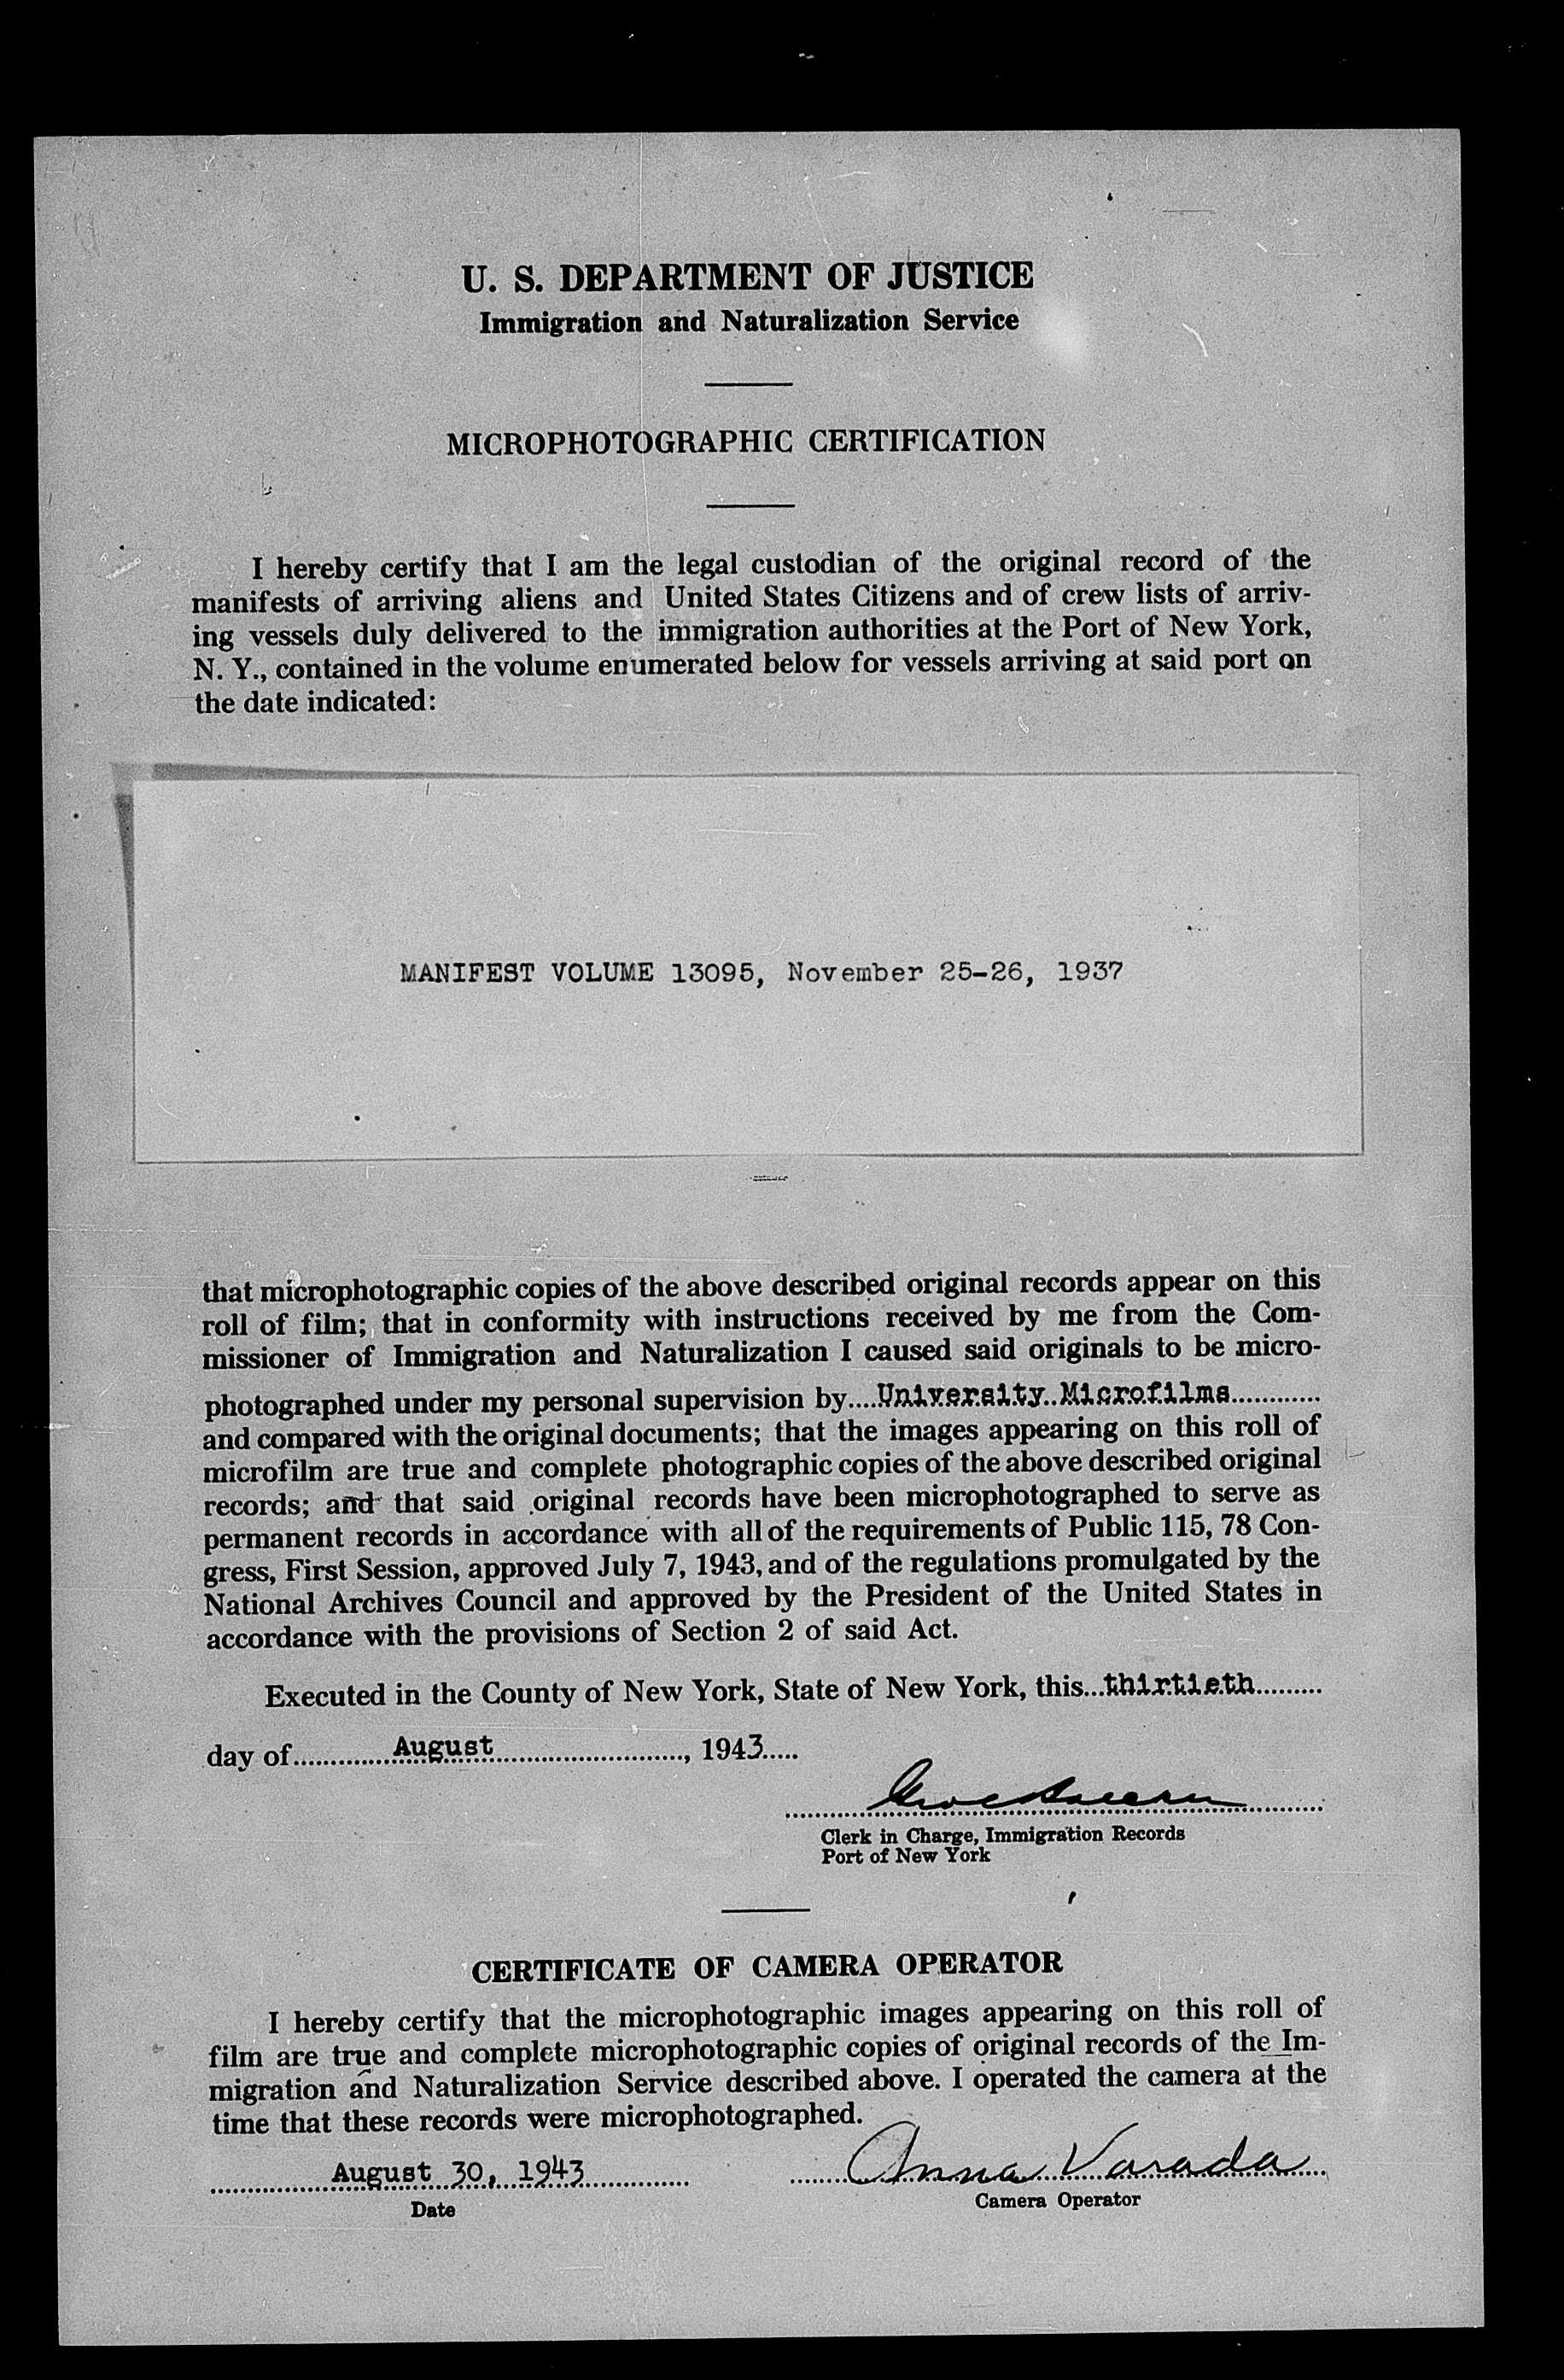 U. S. DEPARTMENT OF JUSTICE
Immigration and Naturalization Service
MICROPHOTOGRAPHIC CERTIFICATION
I hereby certify that I am the legal custodian of the original record of the
manifests of arriving aliens and United States Citizens and of crew lists of arriv-
ing vessels duly delivered to the immigration authorities at the Port of New York,
N. Y., contained in the volume enumerated below for vessels arriving at said port on
the date indicated:
MANIFEST VOLUME 13095, November 25-26, 1937
that microphotographic copies of the above described original records appear on this
roll of film; that in conformity with instructions received by me from the Com-
missioner of Immigration and Naturalization I caused said originals to be micro-
photographed under my personal supervision by....University Microfilms............
and compared with the original documents; that the images appearing on this roll of
microfilm are true and complete photographic copies of the above described original
records; and that said original records have been microphotographed to serve as
permanent records in accordance with all of the requirements of Public 115, 78 Con-
gress, First Session, approved July 7, 1943, and of the regulations promulgated by the
National Archives Council and approved by the President of the United States in
accordance with the provisions of Section 2 of said Act.
Executed in the County of New York, State of New York, this...thirtieth.........
day of..............August.........................., 1943.....
Clerk in Charge, Immigration Records
Port of New York
CERTIFICATE OF CAMERA OPERATOR
I hereby certify that the microphotographic images appearing on this roll of
film are true and complete microphotographic copies of original records of the Im-
migration and Naturalization Service described above. I operated the camera at the
time that these records were microphotographed.
August 30, 1943 Anna Varada
Date Camera Operator